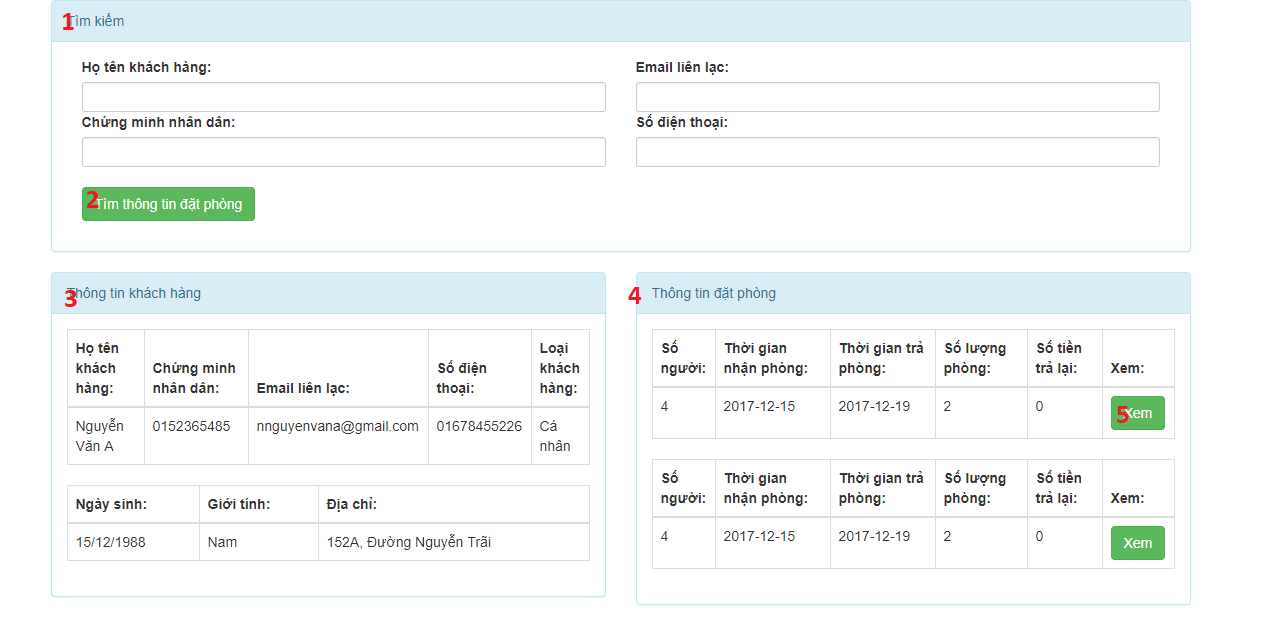 1 Tìm kiếm
Họ tên khách hàng: Email liên lạc:
Chứng minh nhân dân: Số điện thoại:
2 Tìm thông tin đặt phòng
3 Thông tin khách hàng
Họ tên khách hàng: Chứng minh nhân dân: Email liên lạc: Số điện thoại: Loại khách hàng:
Nguyễn Văn A 0152365485 nnguyenvana@gmail.com 01678455226 Cá nhân
Ngày sinh: Giới tính: Địa chỉ:
15/12/1988 Nam 152A, Đường Nguyễn Trãi
4 Thông tin đặt phòng
Số người: Thời gian nhận phòng: Thời gian trả phòng: Số lượng phòng: Số tiền trả lại: Xem:
4 2017-12-15 2017-12-19 2 0 5 Xem
Số người: Thời gian nhận phòng: Thời gian trả phòng: Số lượng phòng: Số tiền trả lại: Xem:
4 2017-12-15 2017-12-19 2 0 Xem